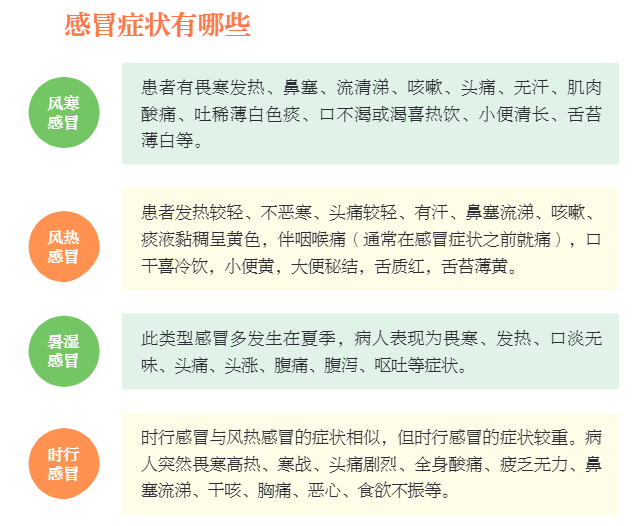 感冒症状有哪些
风寒
感冒
患者有畏寒发热、鼻塞、流清涕、咳嗽、头痛、无汗、肌肉
酸痛、吐稀薄白色痰、口不渴或渴喜热饮、小便清长、舌苔
薄白等。
风热
感冒
患者发热较轻、不恶寒、头痛较轻、有汗、鼻塞流涕、咳嗽、
痰液黏稠呈黄色，伴咽喉痛（通常在感冒症状之前就痛），口
干喜冷饮，小便黄，大便秘结，舌质红，舌苔薄黄。
暑湿
感冒
此类型感冒多发生在夏季，病人表现为畏寒、发热、口淡无
味、头痛、头涨、腹痛、腹泻、呕吐等症状。
时行
感冒
时行感冒与风热感冒的症状相似，但时行感冒的症状较重。病
人突然畏寒高热、寒战、头痛剧烈、全身酸痛、疲乏无力、鼻
塞流涕、干咳、胸痛、恶心、食欲不振等。